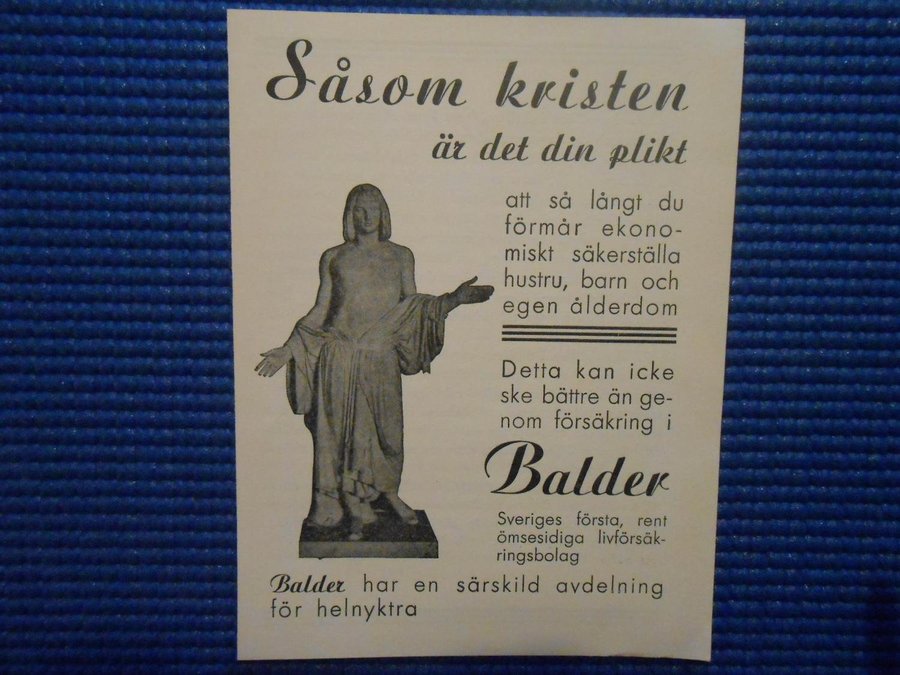 Såsom kristen
är det din plikt
att så långt du
förmår ekono-
miskt säkerställa
hustru, barn och
egen ålderdom
Detta kan icke
ske bättre än ge-
nom försäkring i
Balder
Sveriges första, rent
ömsesidiga livförsäk-
ringsbolag
Balder har en särskild avdelning
för helnyktra